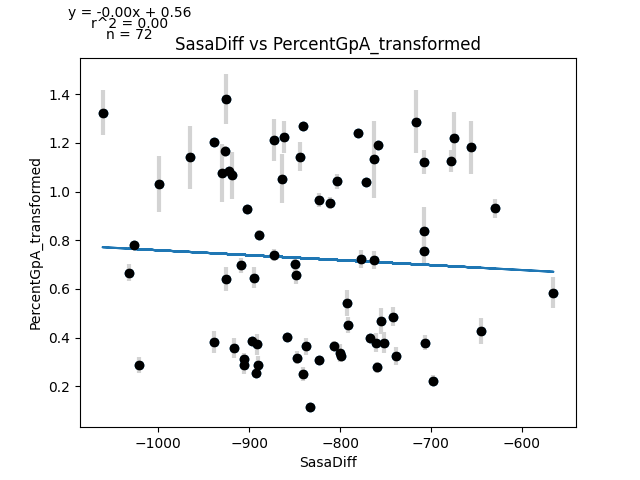 y = -0.00x + 0.56
r^2 = 0.00
n = 72
SasaDiff vs PercentGpA_transformed
PercentGpA_transformed
1.4
1.2
1.0
0.8
0.6
0.4
0.2
−1000
−900
−800
−700
−600
SasaDiff